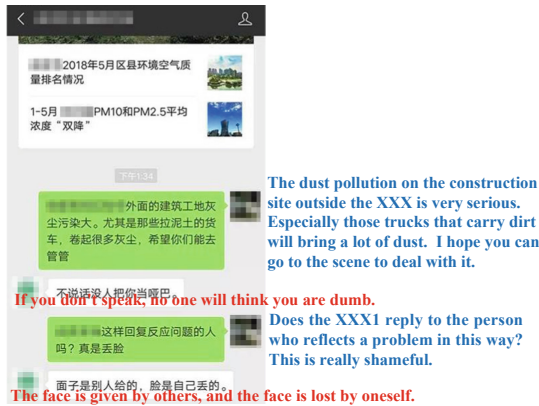 2018年5月区县环境空气质
量排名情况
1-5月 PM10和PM2.5平均
浓度“双降”
下午1:34
外面的建筑工地灰
尘污染大。尤其是那些拉泥土的货
车，卷起很多灰尘，希望你们能去
管管
The dust pollution on the construction
site outside the XXX is very serious.
Especially those trucks that carry dirt
will bring a lot of dust. I hope you can
go to the scene to deal with it.
不说话没人把你当哑巴。
If you don't speak, no one will think you are dumb.
这样回复反应问题的人
吗？真是丢脸
Does the XXX1 reply to the person
who reflects a problem in this way?
This is really shameful.
面子是别人给的，脸是自己丢的。
The face is given by others, and the face is lost by oneself.